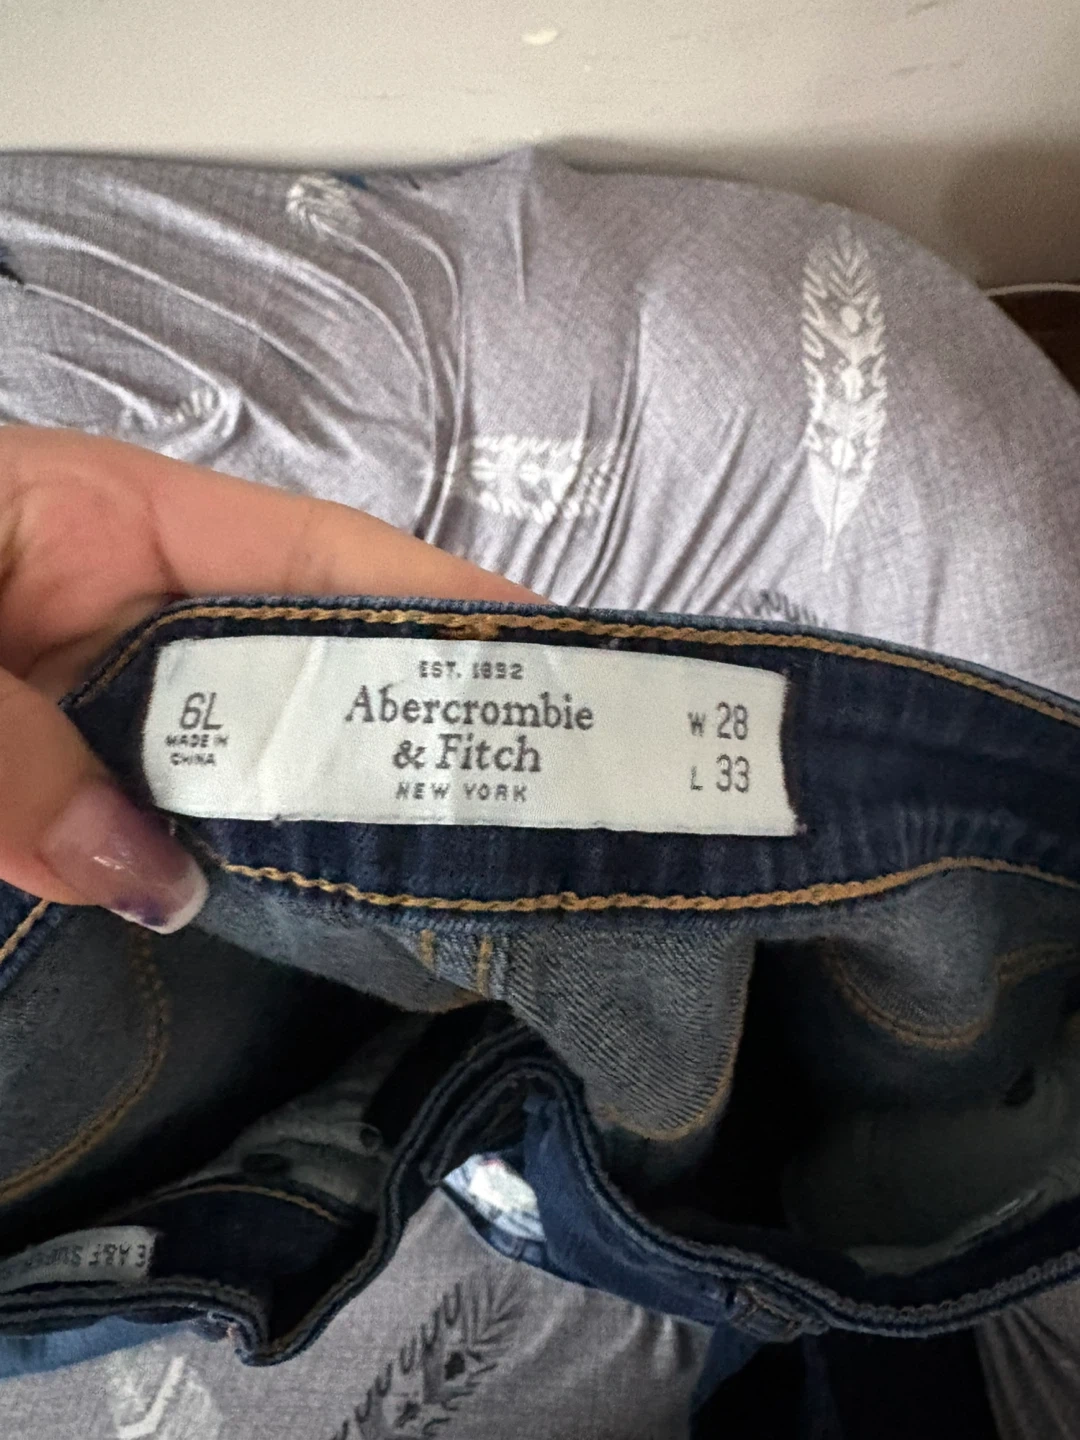 EST. 1892
Abercrombie
& Fitch
NEW YORK
6L
MADE IN
CHINA
W 28
L 33
A&F